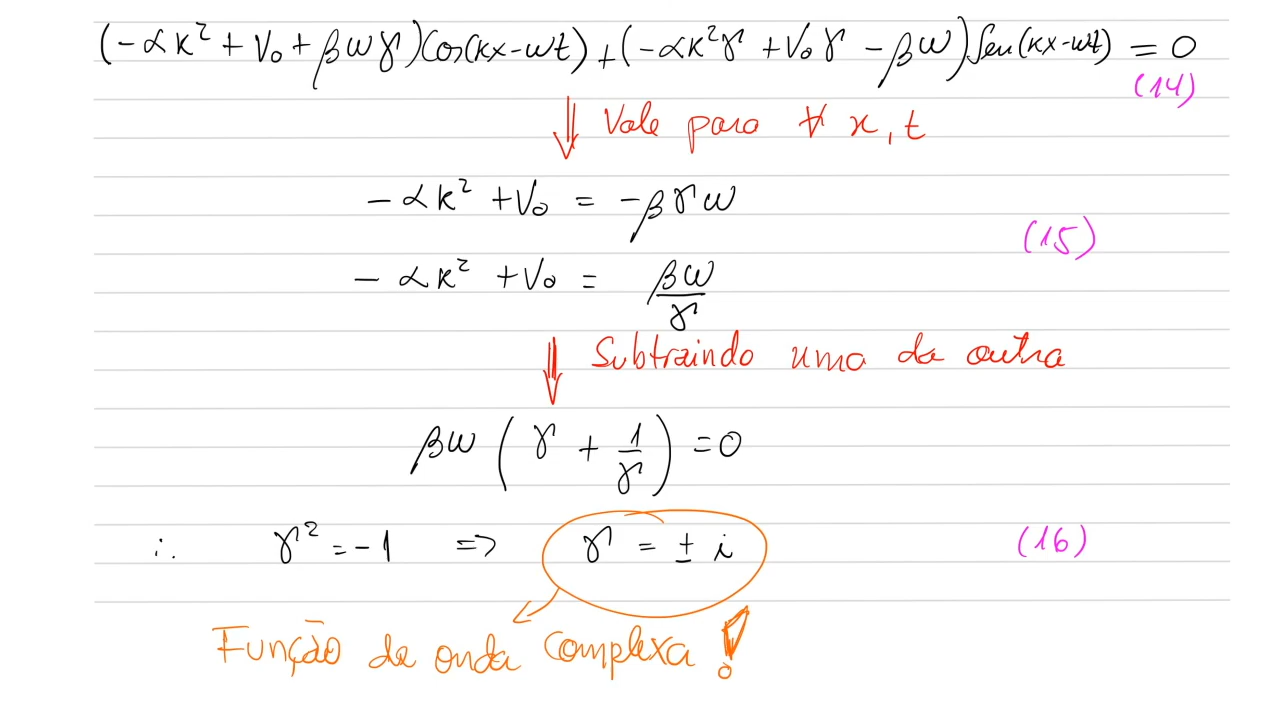 (-αk² + V₀ + βωγ)Cos(kx-ωt) + (-αk²γ + V₀γ - βω)Sen(kx-ωt) = 0
(14)
⇓ Vale para ∀ x, t
-αk² + V₀ = -βγω
(15)
-αk² + V₀ = βω/γ
⇓ Subtraindo uma da outra
βω(γ + 1/γ) = 0
∴ γ² = -1 => γ = ± i (16)
Função de onda complexa!